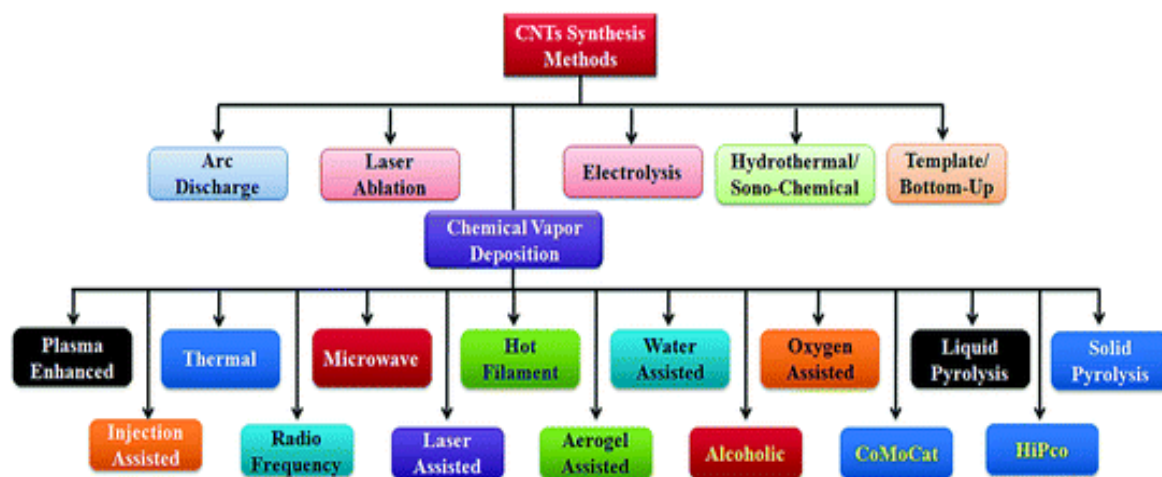 CNTs Synthesis
Methods
Arc
Discharge
Laser
Ablation
Electrolysis
Hydrothermal/
Sono-Chemical
Template/
Bottom-Up
Chemical Vapor
Deposition
Plasma
Enhanced
Thermal
Microwave
Hot
Filament
Water
Assisted
Oxygen
Assisted
Liquid
Pyrolysis
Solid
Pyrolysis
Injection
Assisted
Radio
Frequency
Laser
Assisted
Aerogel
Assisted
Alcoholic
CoMoCat
HiPco